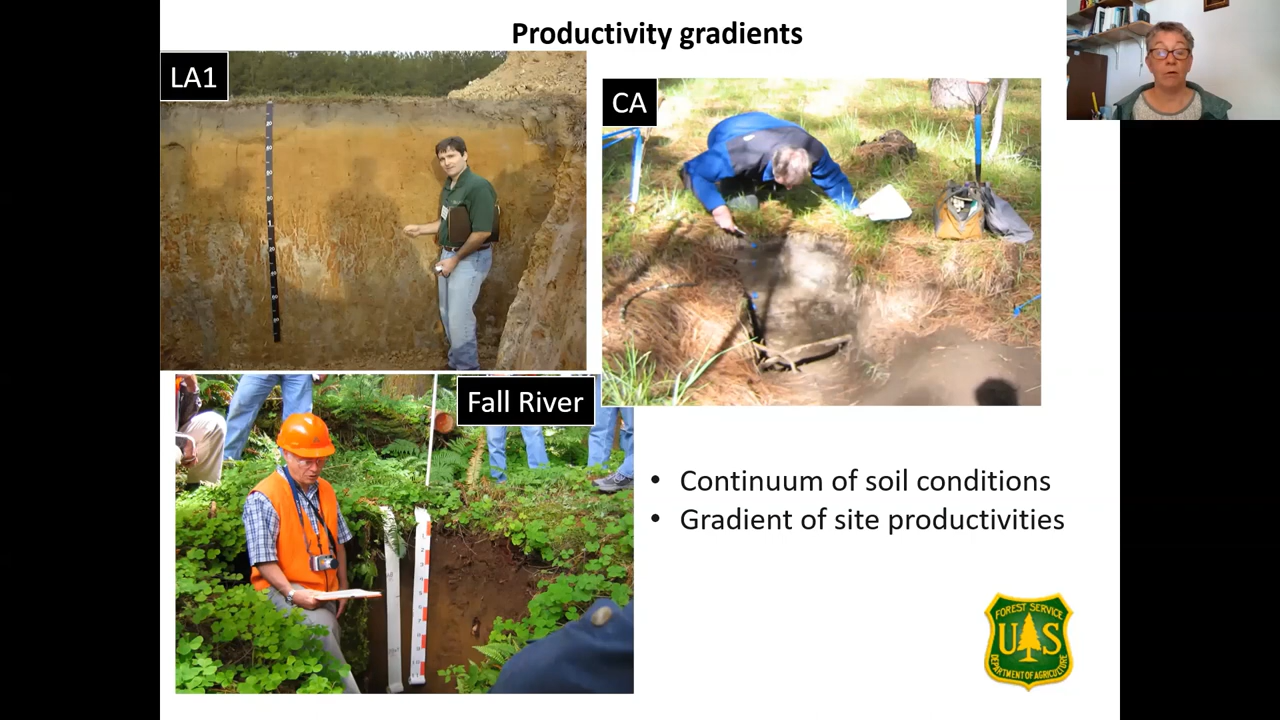 Productivity gradients
LA1
CA
Fall River
• Continuum of soil conditions
• Gradient of site productivities
FOREST SERVICE
US
DEPARTMENT OF AGRICULTURE